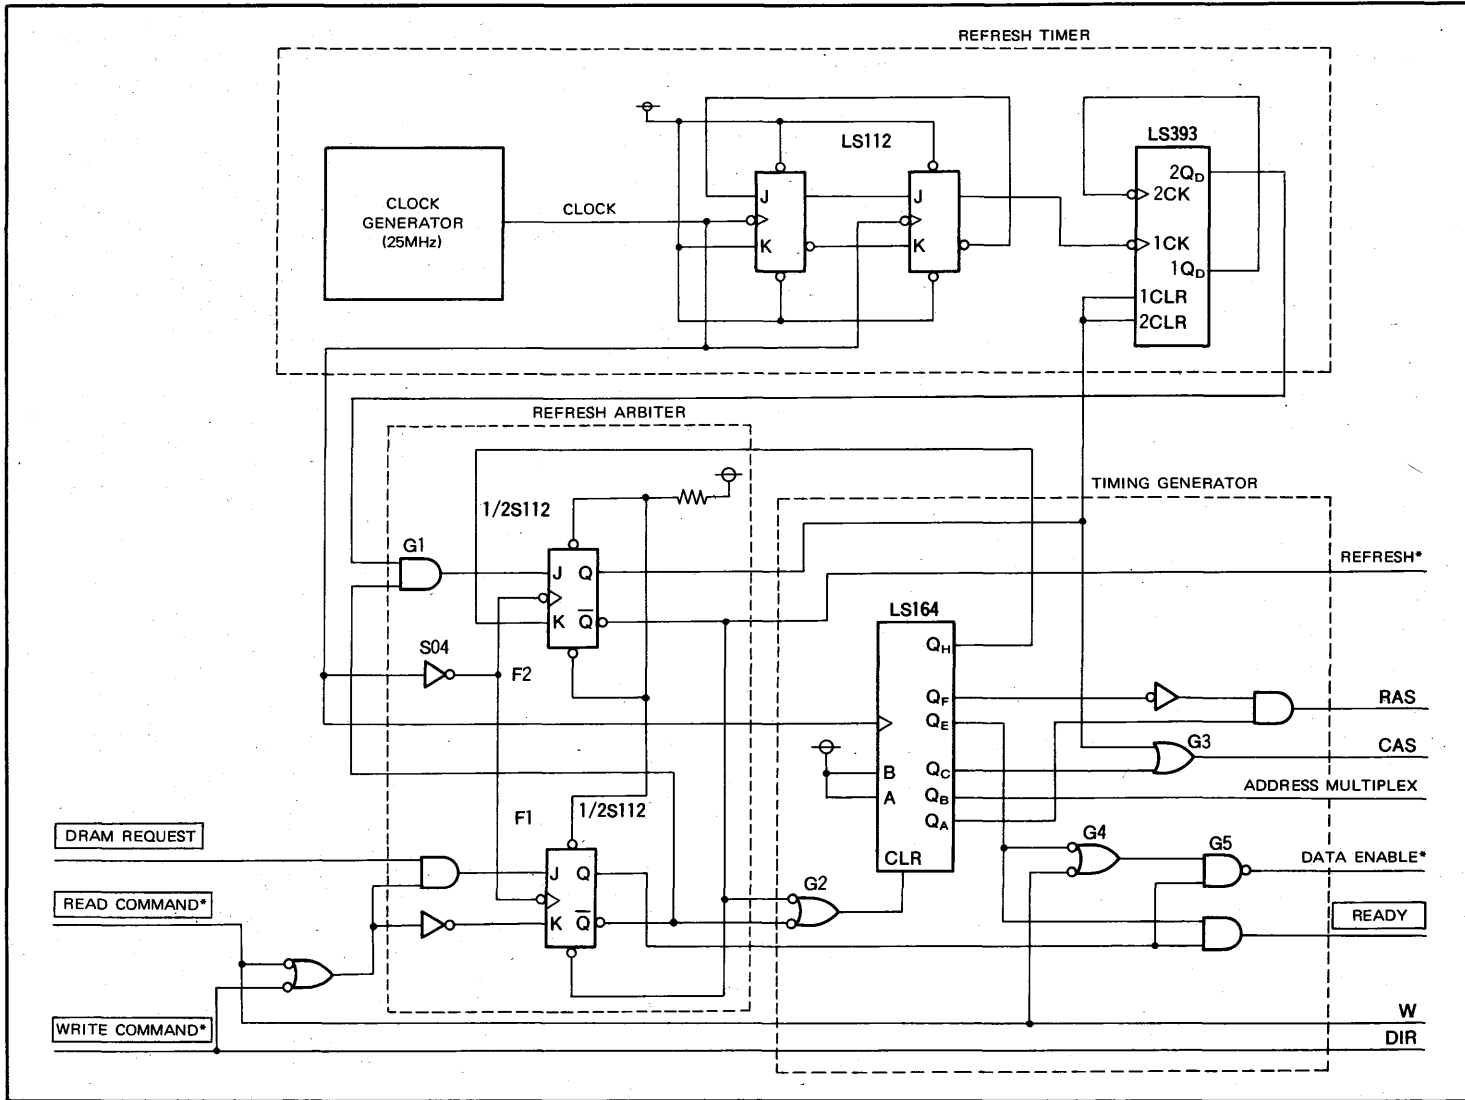 REFRESH TIMER
CLOCK
GENERATOR
(25MHz)
CLOCK
LS112
J
K
J
K
LS393
2QD
2CK
1CK
1QD
1CLR
2CLR
REFRESH ARBITER
1/2S112
G1
J Q
K Q̅
S04
F2
F1
1/2S112
J Q
K Q̅
TIMING GENERATOR
REFRESH*
LS164
QH
QF
QE
QC
QB
QA
B
A
CLR
RAS
G3
CAS
ADDRESS MULTIPLEX
G4
G5
DATA ENABLE*
G2
READY
DRAM REQUEST
READ COMMAND*
WRITE COMMAND*
W
DIR